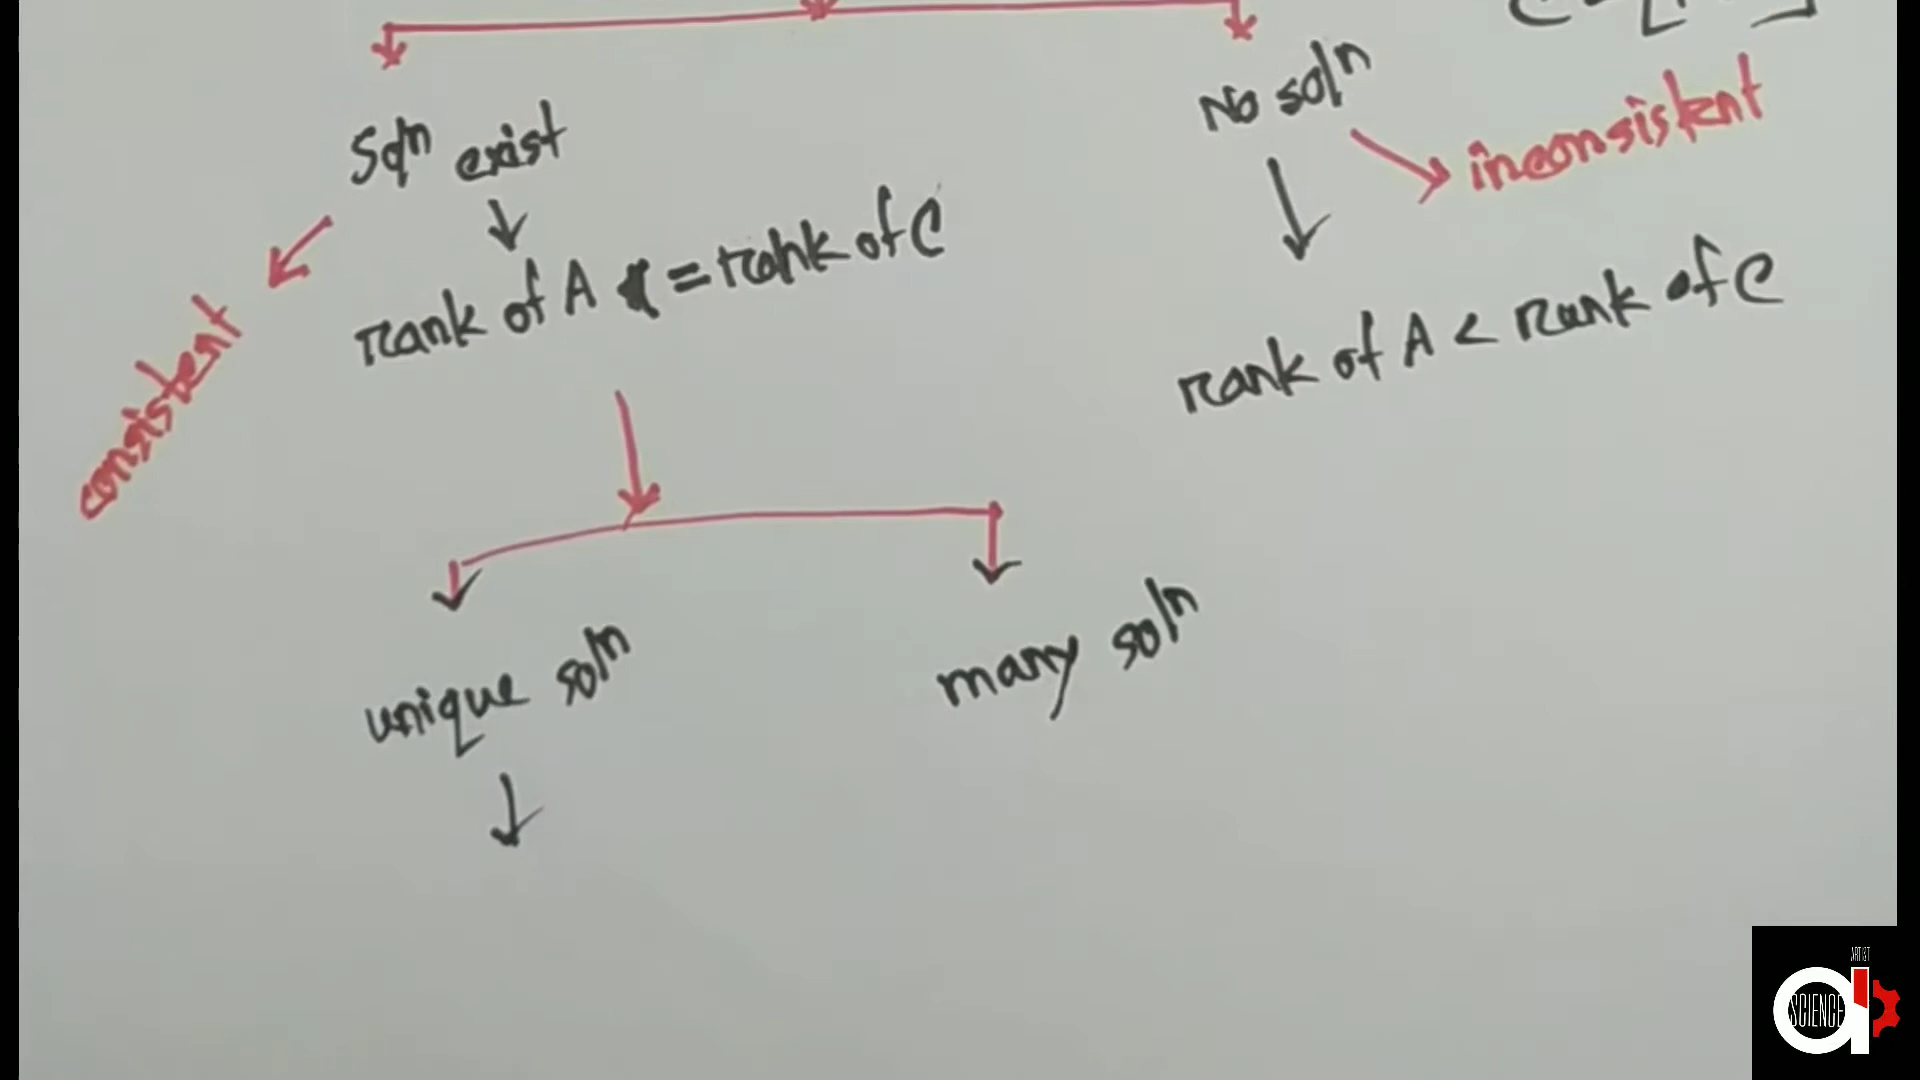 Solⁿ exist
No solⁿ
inconsistent
rank of A = rank of C
rank of A < rank of C
consistent
unique solⁿ
many solⁿ
ARTIST
SCIENCE